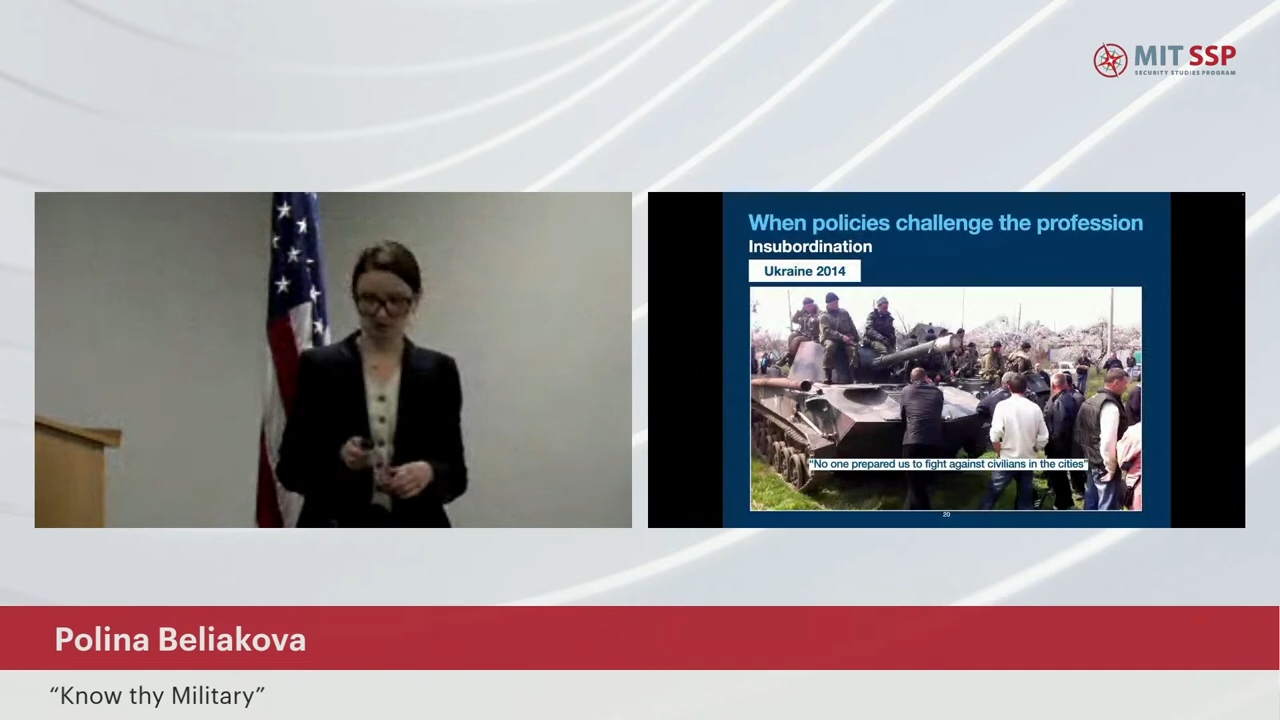 MIT SSP
SECURITY STUDIES PROGRAM
When policies challenge the profession
Insubordination
Ukraine 2014
“No one prepared us to fight against civilians in the cities”
20
Polina Beliakova
“Know thy Military”